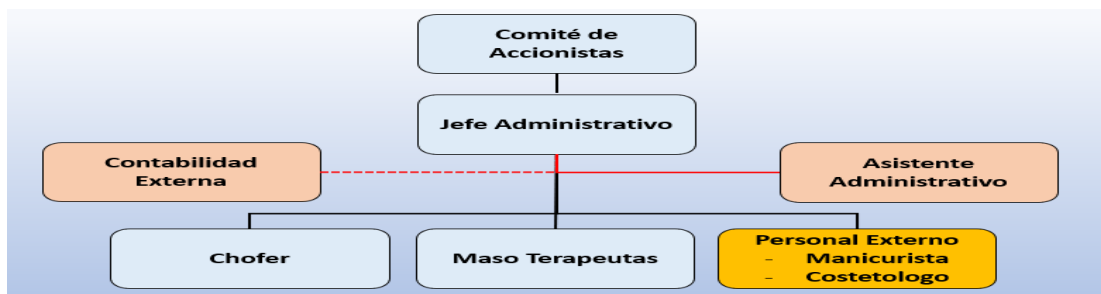 Comité de
Accionistas
Jefe Administrativo
Contabilidad
Externa
Asistente
Administrativo
Chofer
Maso Terapeutas
Personal Externo
- Manicurista
- Costetologo